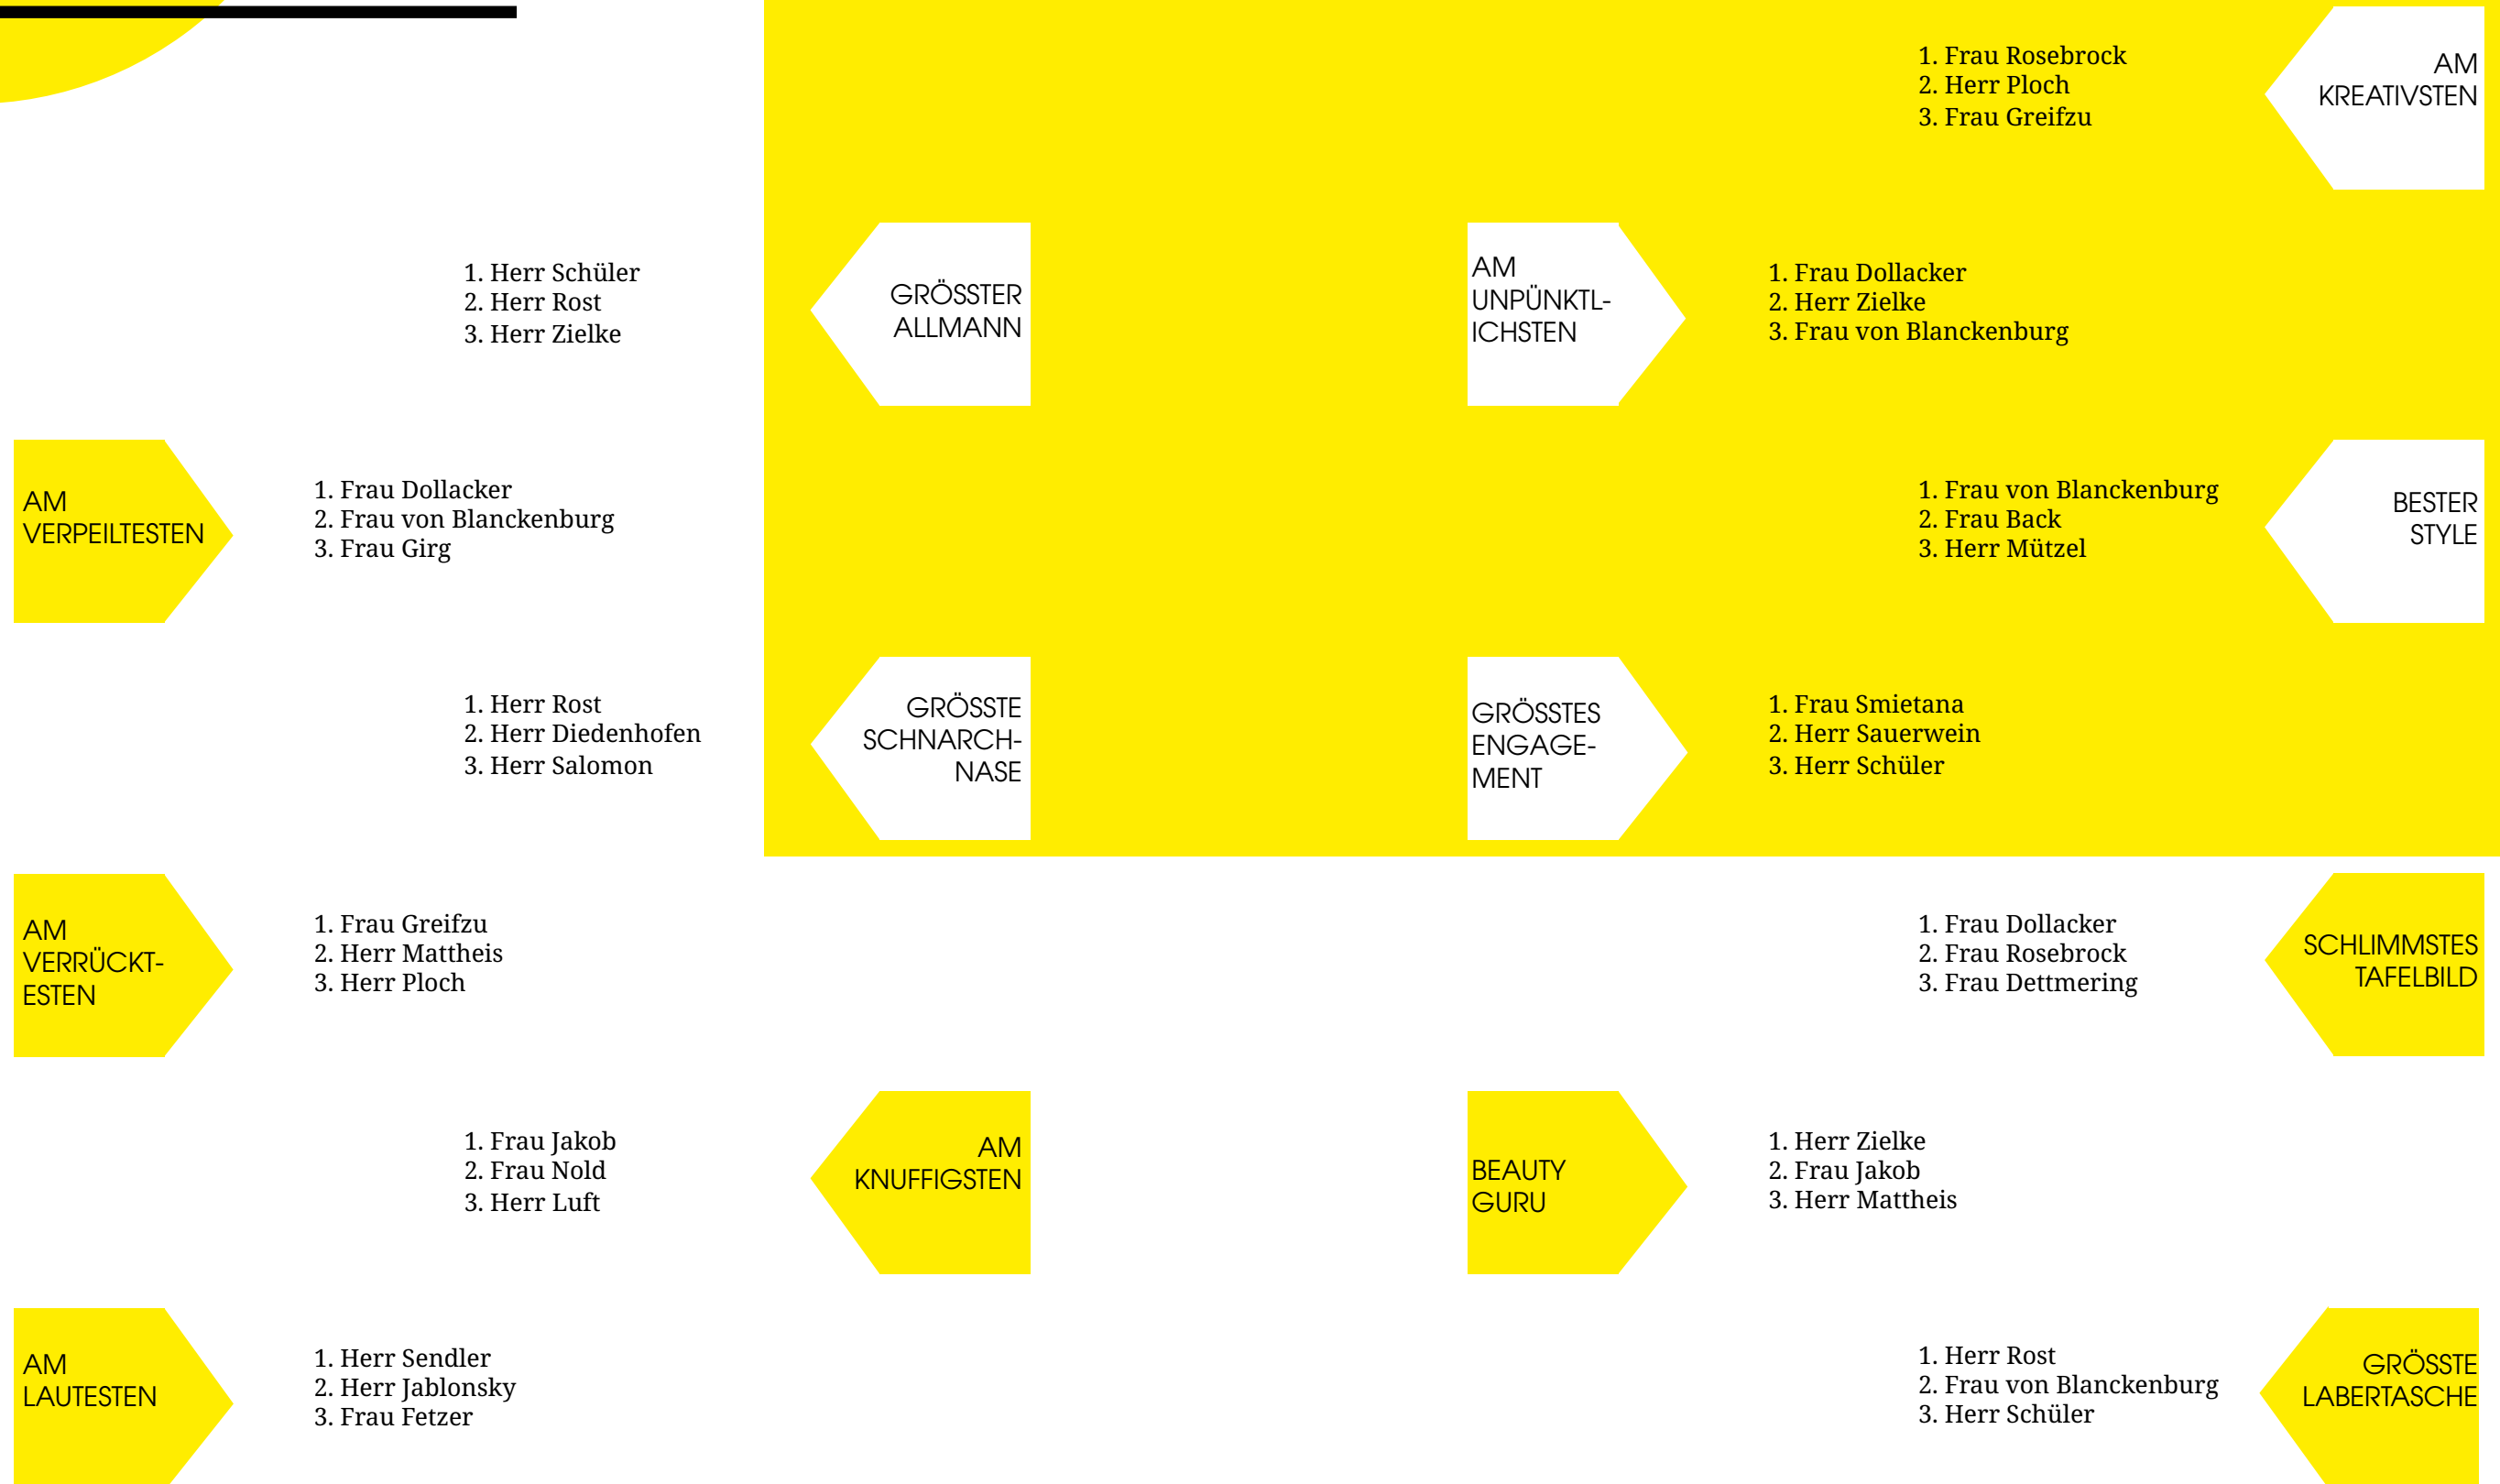 1. Herr Schüler
2. Herr Rost
3. Herr Zielke
GRÖSSTER
ALLMANN
AM
VERPEILTESTEN
1. Frau Dollacker
2. Frau von Blanckenburg
3. Frau Girg
1. Herr Rost
2. Herr Diedenhofen
3. Herr Salomon
GRÖSSTE
SCHNARCH-
NASE
AM
VERRÜCKT-
ESTEN
1. Frau Greifzu
2. Herr Mattheis
3. Herr Ploch
1. Frau Jakob
2. Frau Nold
3. Herr Luft
AM
KNUFFIGSTEN
AM
LAUTESTEN
1. Herr Sendler
2. Herr Jablonsky
3. Frau Fetzer
1. Frau Rosebrock
2. Herr Ploch
3. Frau Greifzu
AM
KREATIVSTEN
AM
UNPÜNKTL-
ICHSTEN
1. Frau Dollacker
2. Herr Zielke
3. Frau von Blanckenburg
1. Frau von Blanckenburg
2. Frau Back
3. Herr Mützel
BESTER
STYLE
GRÖSSTES
ENGAGE-
MENT
1. Frau Smietana
2. Herr Sauerwein
3. Herr Schüler
1. Frau Dollacker
2. Frau Rosebrock
3. Frau Dettmering
SCHLIMMSTES
TAFELBILD
BEAUTY
GURU
1. Herr Zielke
2. Frau Jakob
3. Herr Mattheis
1. Herr Rost
2. Frau von Blanckenburg
3. Herr Schüler
GRÖSSTE
LABERTASCHE